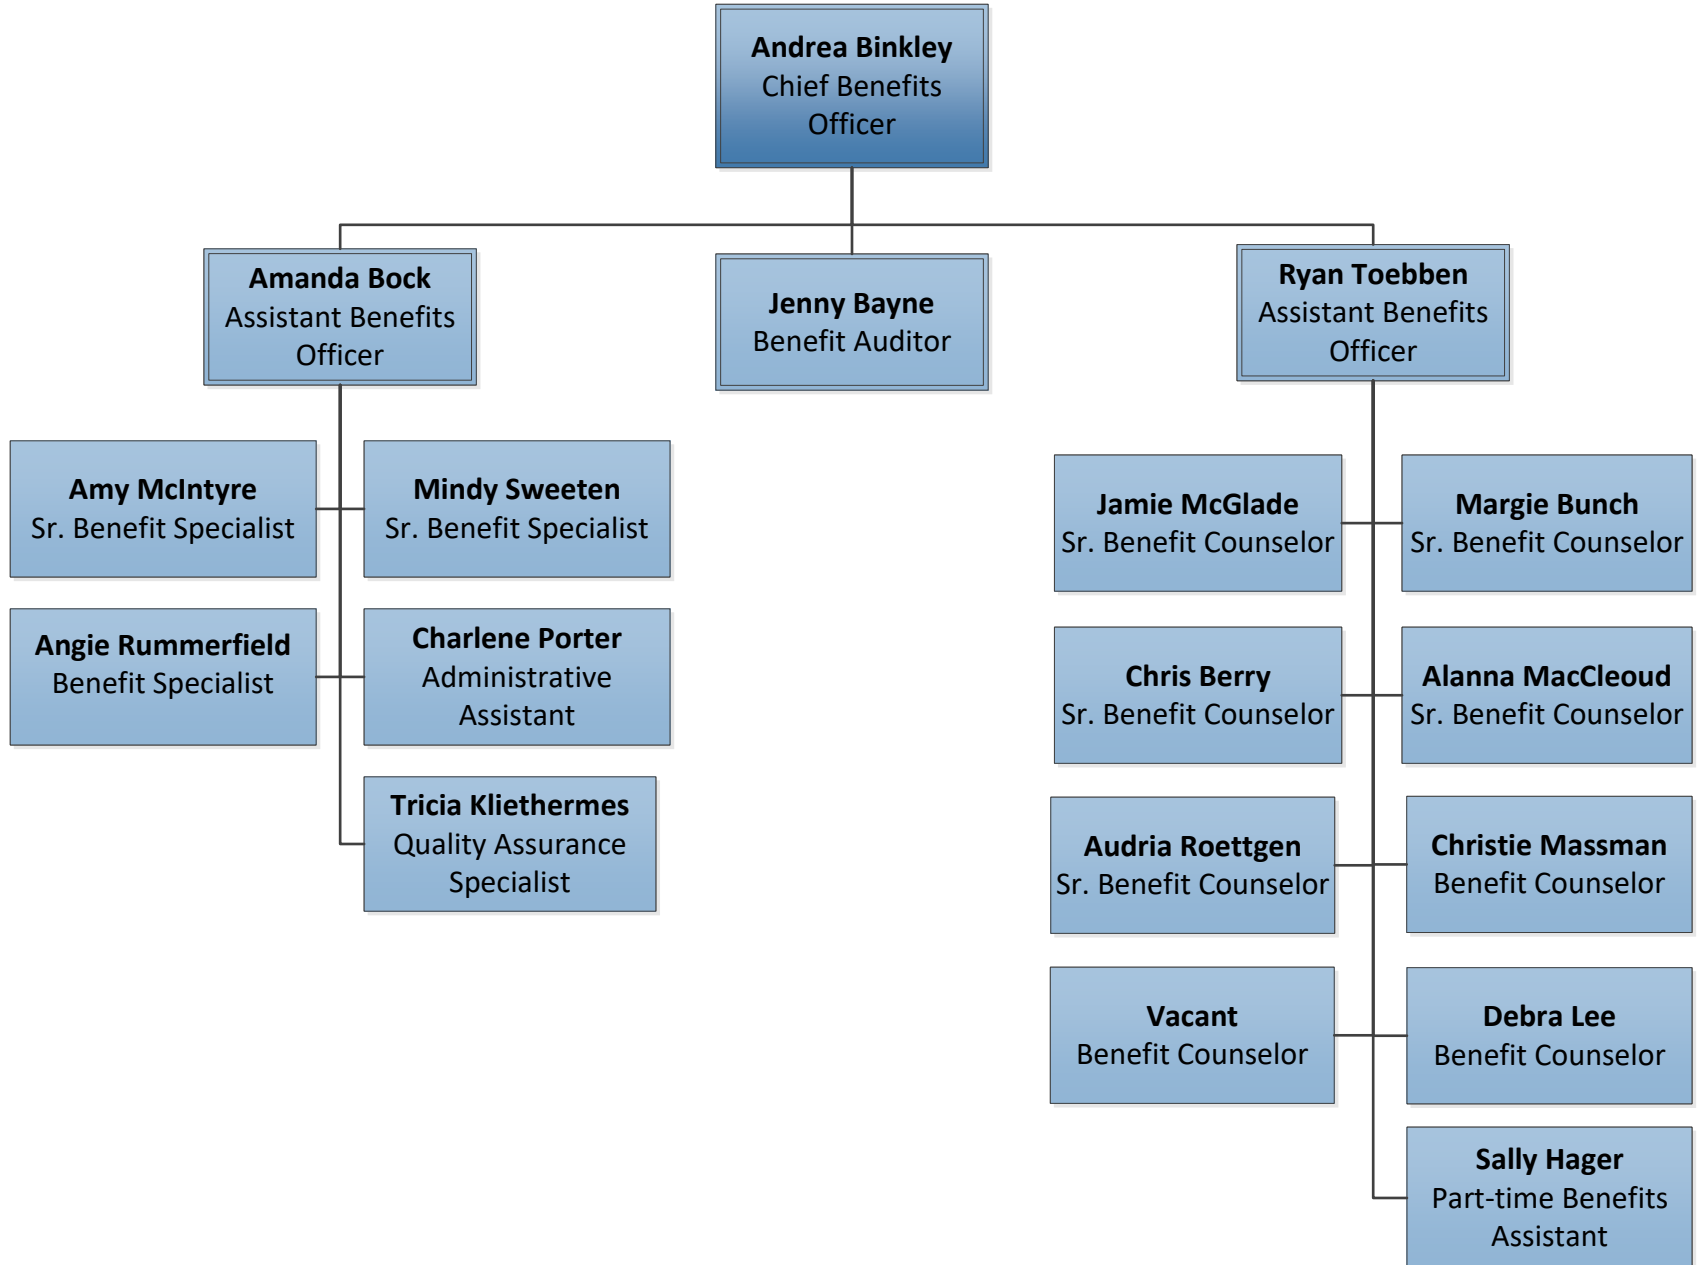 Andrea Binkley
Chief Benefits
Officer
Amanda Bock
Assistant Benefits
Officer
Jenny Bayne
Benefit Auditor
Ryan Toebben
Assistant Benefits
Officer
Amy McIntyre
Sr. Benefit Specialist
Mindy Sweeten
Sr. Benefit Specialist
Angie Rummerfield
Benefit Specialist
Charlene Porter
Administrative
Assistant
Tricia Kliethermes
Quality Assurance
Specialist
Jamie McGlade
Sr. Benefit Counselor
Margie Bunch
Sr. Benefit Counselor
Chris Berry
Sr. Benefit Counselor
Alanna MacCleoud
Sr. Benefit Counselor
Audria Roettgen
Sr. Benefit Counselor
Christie Massman
Benefit Counselor
Vacant
Benefit Counselor
Debra Lee
Benefit Counselor
Sally Hager
Part-time Benefits
Assistant